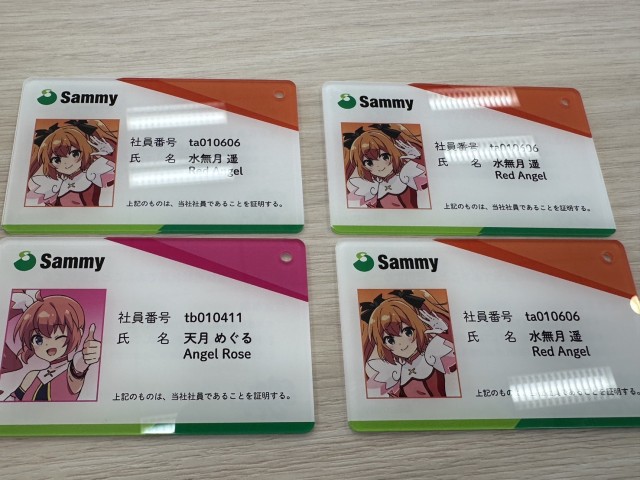 Sammy
社員番号 ta010606
氏 名 水無月 遥
Red Angel
上記のものは、当社社員であることを証明する。
Sammy
社員番号 ta010606
氏 名 水無月 遥
Red Angel
上記のものは、当社社員であることを証明する。
Sammy
社員番号 tb010411
氏 名 天月 めぐる
Angel Rose
上記のものは、当社社員であることを証明する。
Sammy
社員番号 ta010606
氏 名 水無月 遥
Red Angel
上記のものは、当社社員であることを証明する。